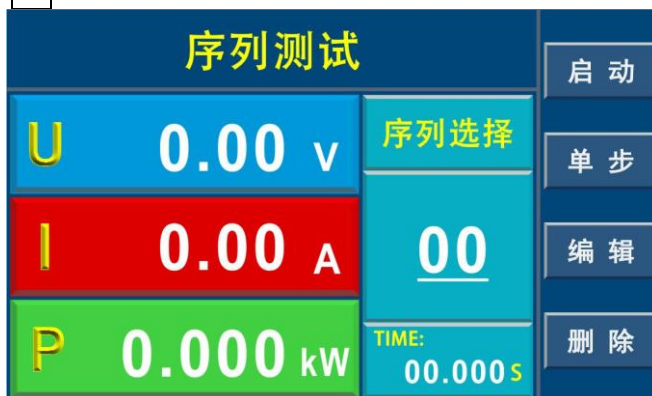 序列测试
U 0.00 V
I 0.00 A
P 0.000 kW
序列选择
00
TIME:
00.000 S
启 动
单 步
编 辑
删 除